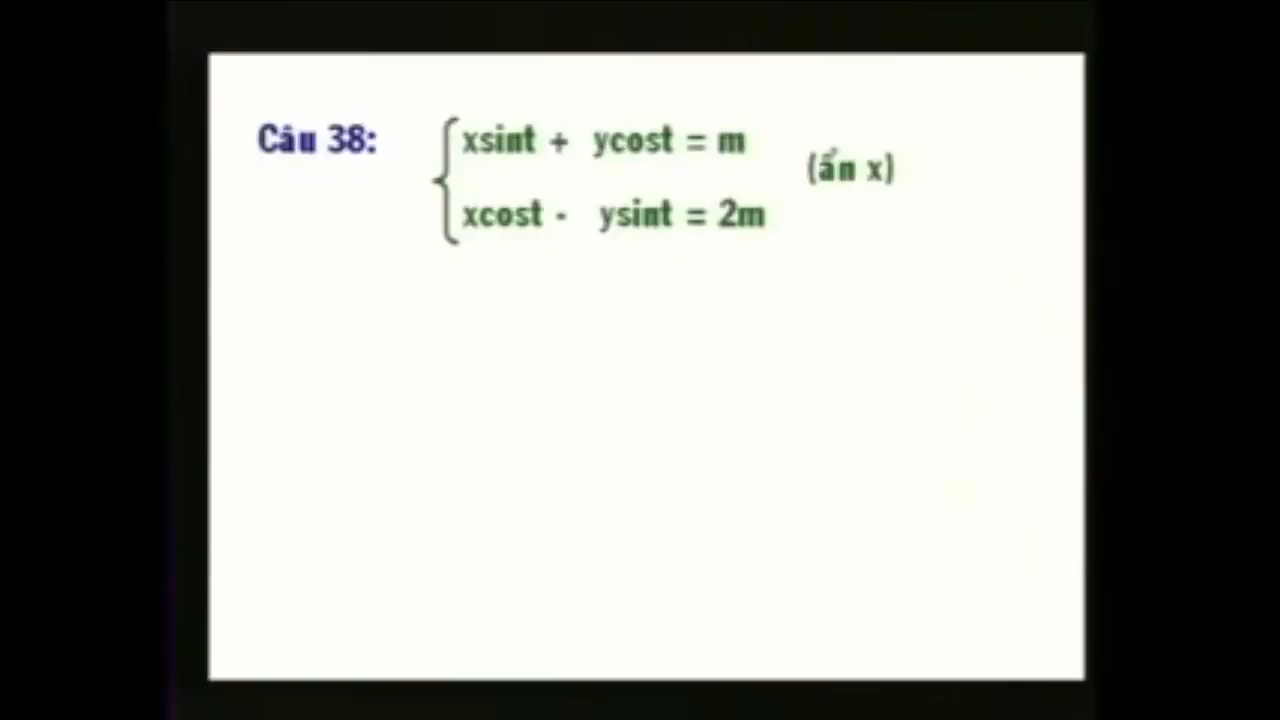 Câu 38: xsint + ycost = m
(ẩn x)
xcost - ysint = 2m